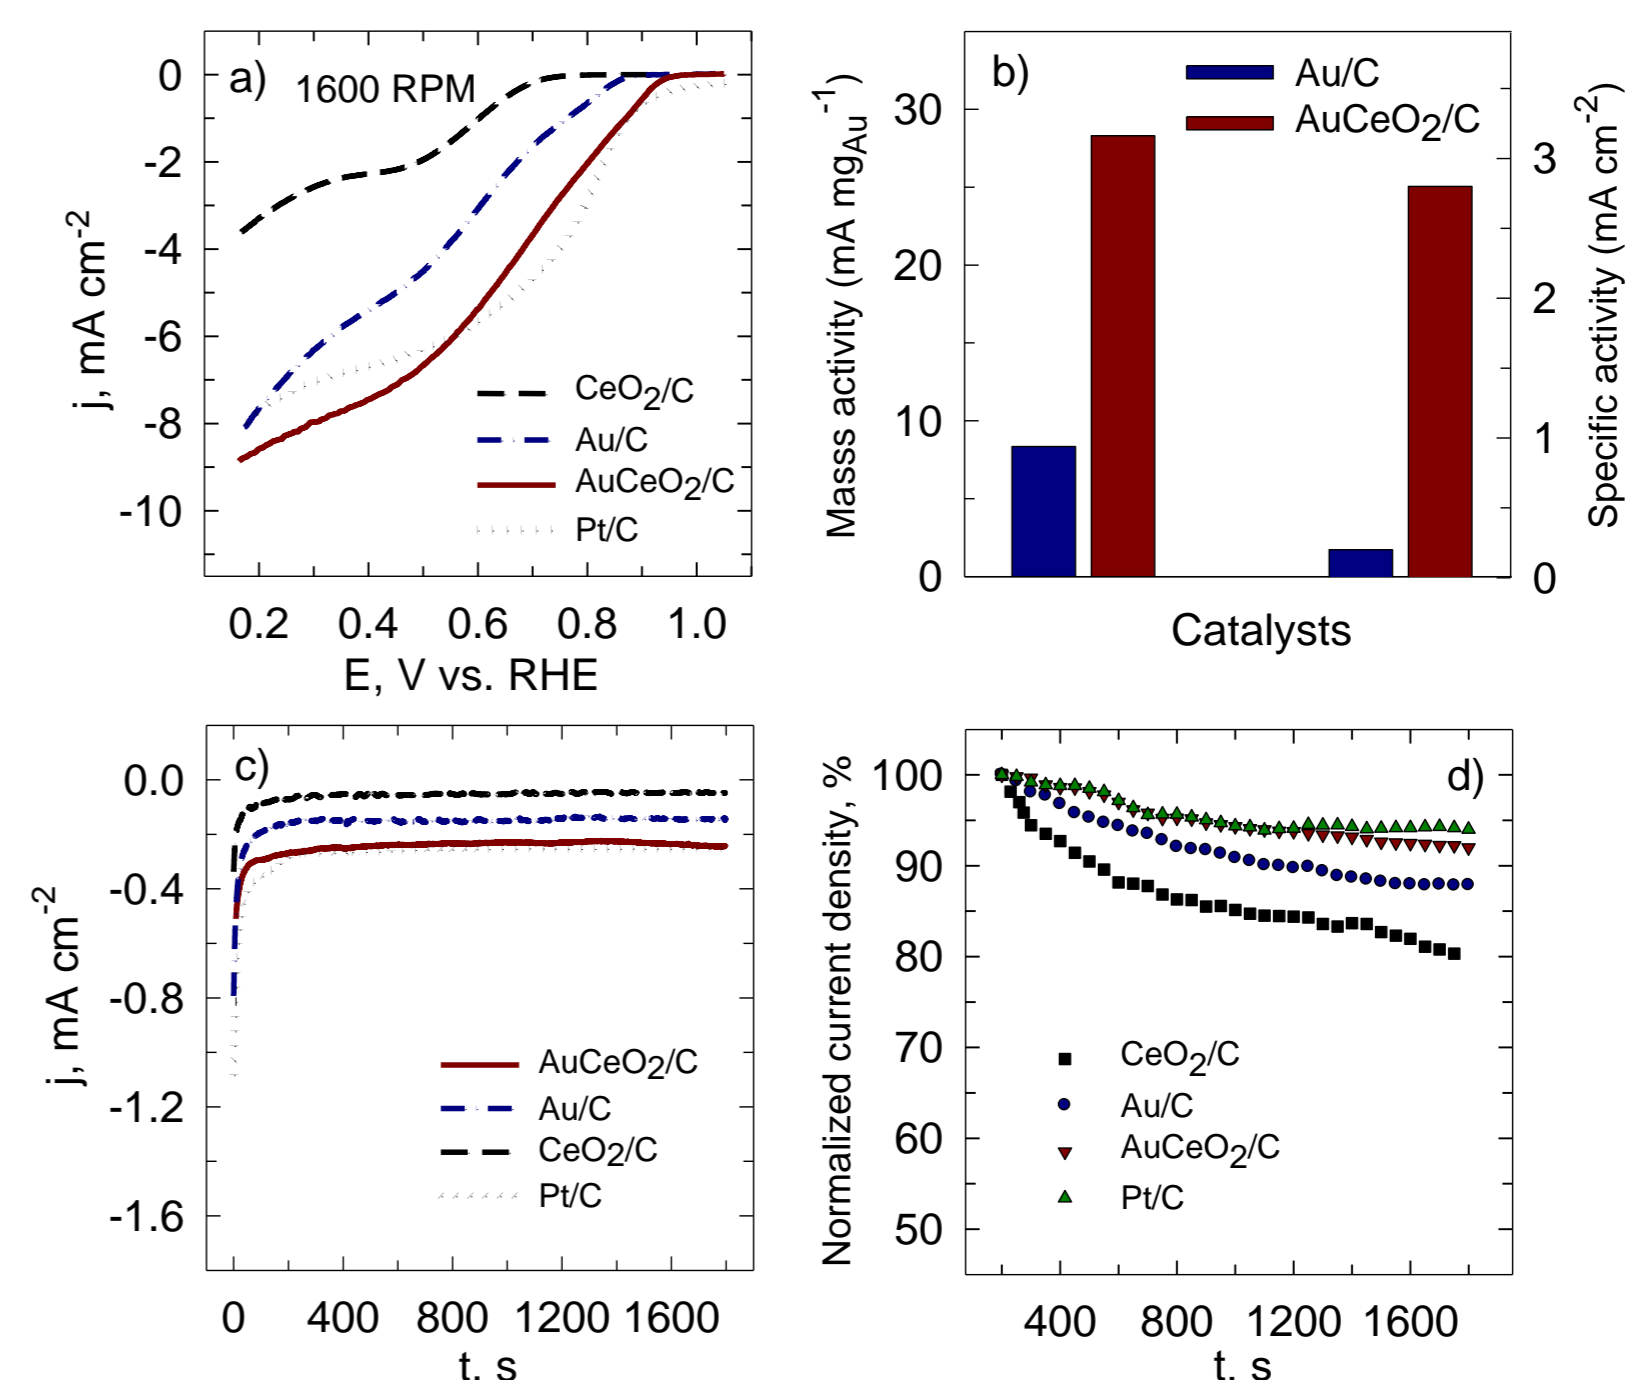 a)
1600 RPM
0
-2
-4
-6
-8
-10
j, mA cm-2
CeO2/C
Au/C
AuCeO2/C
Pt/C
0.2 0.4 0.6 0.8 1.0
E, V vs. RHE
b)
Au/C
AuCeO2/C
30
20
10
0
Masss activity (mA mgAu-1)
3
2
1
0
Specific activity (mA cm-2)
Catalysts
c)
0.0
-0.4
-0.8
-1.2
-1.6
j, mA cm-2
AuCeO2/C
Au/C
CeO2/C
Pt/C
0 400 800 1200 1600
t, s
d)
100
90
80
70
60
50
Normalized current density, %
CeO2/C
Au/C
AuCeO2/C
Pt/C
400 800 1200 1600
t, s